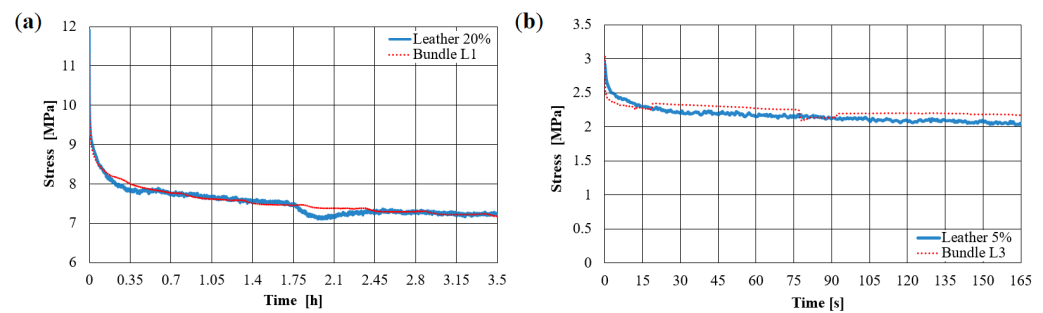 (a)
12
11
10
9
8
7
6
Stress [MPa]
Leather 20%
Bundle L1
0 0.35 0.7 1.05 1.4 1.75 2.1 2.45 2.8 3.15 3.5
Time [h]
(b)
3.5
3
2.5
2
1.5
1
0.5
0
Stress [MPa]
Leather 5%
Bundle L3
0 15 30 45 60 75 90 105 120 135 150 165
Time [s]